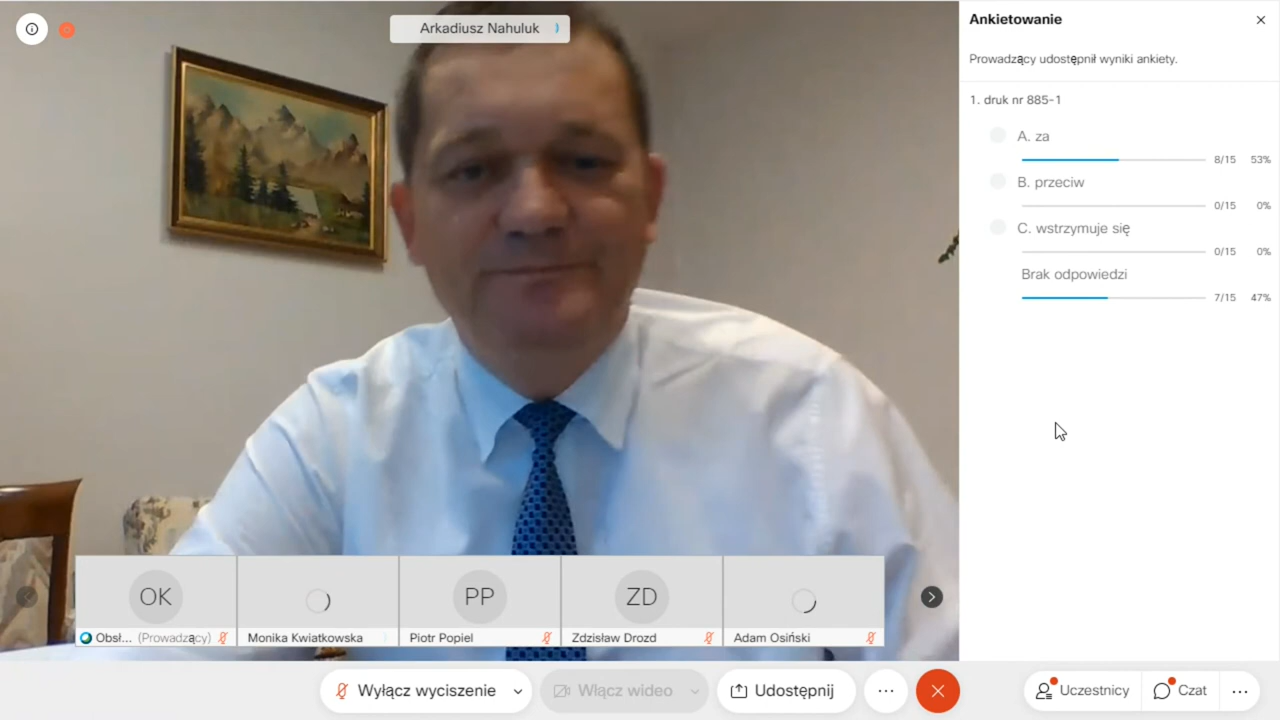 Arkadiusz Nahuluk
Ankietowanie
Prowadzący udostępnił wyniki ankiety.
1. druk nr 885-1
A. za
8/15 53%
B. przeciw
0/15 0%
C. wstrzymuje się
0/15 0%
Brak odpowiedzi
7/15 47%
OK
PP
ZD
Obsł... (Prowadzący)
Monika Kwiatkowska
Piotr Popiel
Zdzisław Drozd
Adam Osiński
Wyłącz wyciszenie
Włącz wideo
Udostępnij
Uczestnicy
Czat